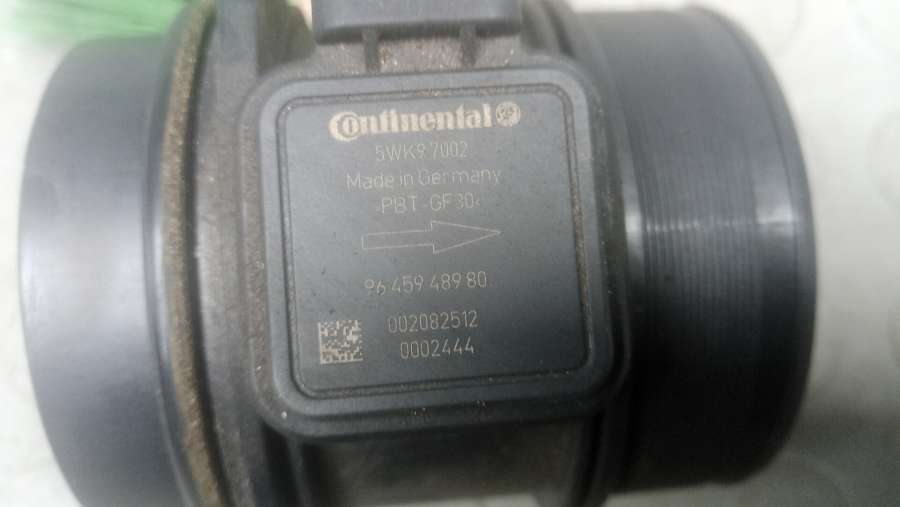 Continental
5WK9 7002
Made in Germany
>PBT-GF30<
96 459 489 80
002082512
0002444